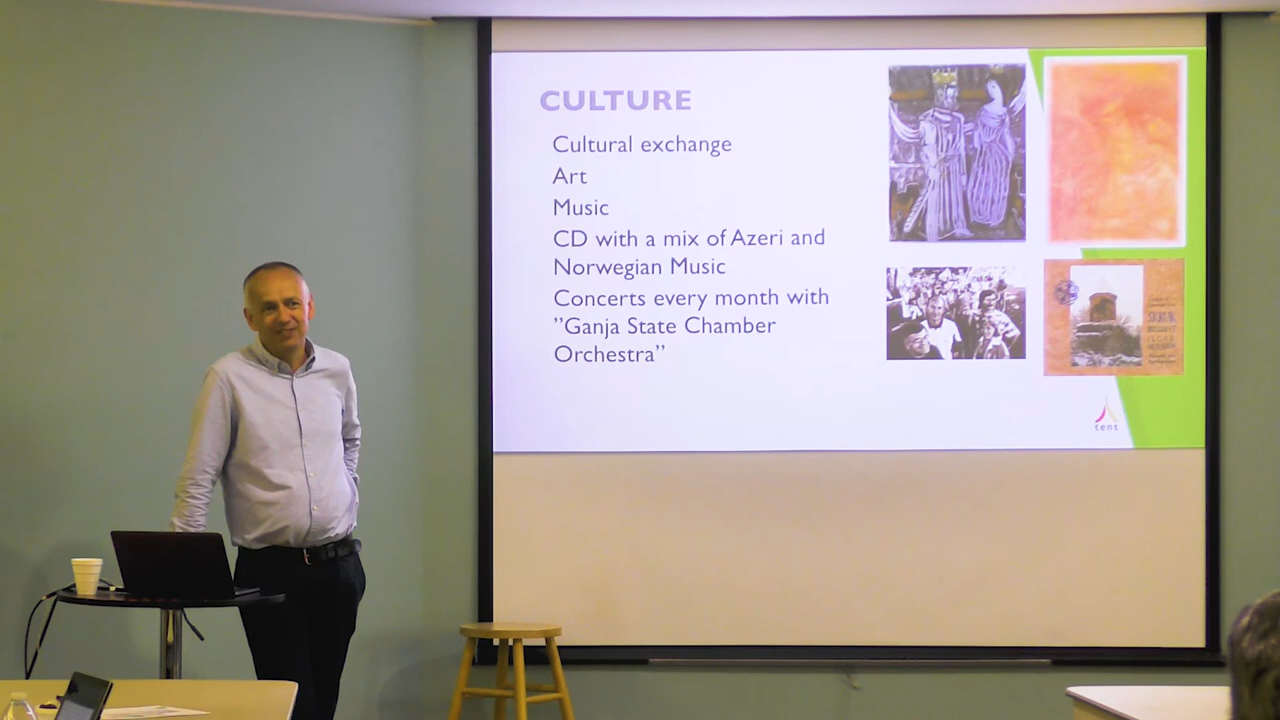 CULTURE
Cultural exchange
Art
Music
CD with a mix of Azeri and
Norwegian Music
Concerts every month with
”Ganja State Chamber
Orchestra”
tent